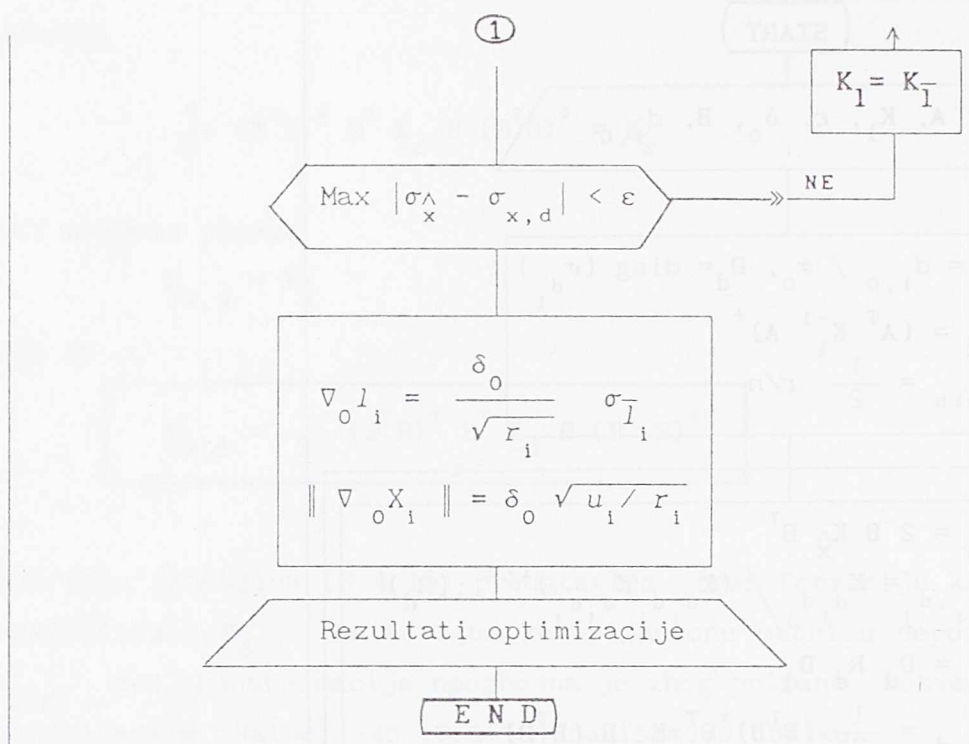 1
K_l = K_l̄
Max |σ_x̂ - σ_x,d| < ε
NE
∇_0 l_i = δ_0 / √r_i σ_l̄_i
‖ ∇_0 X_i ‖ = δ_0 √u_i / r_i
Rezultati optimizacije
E N D